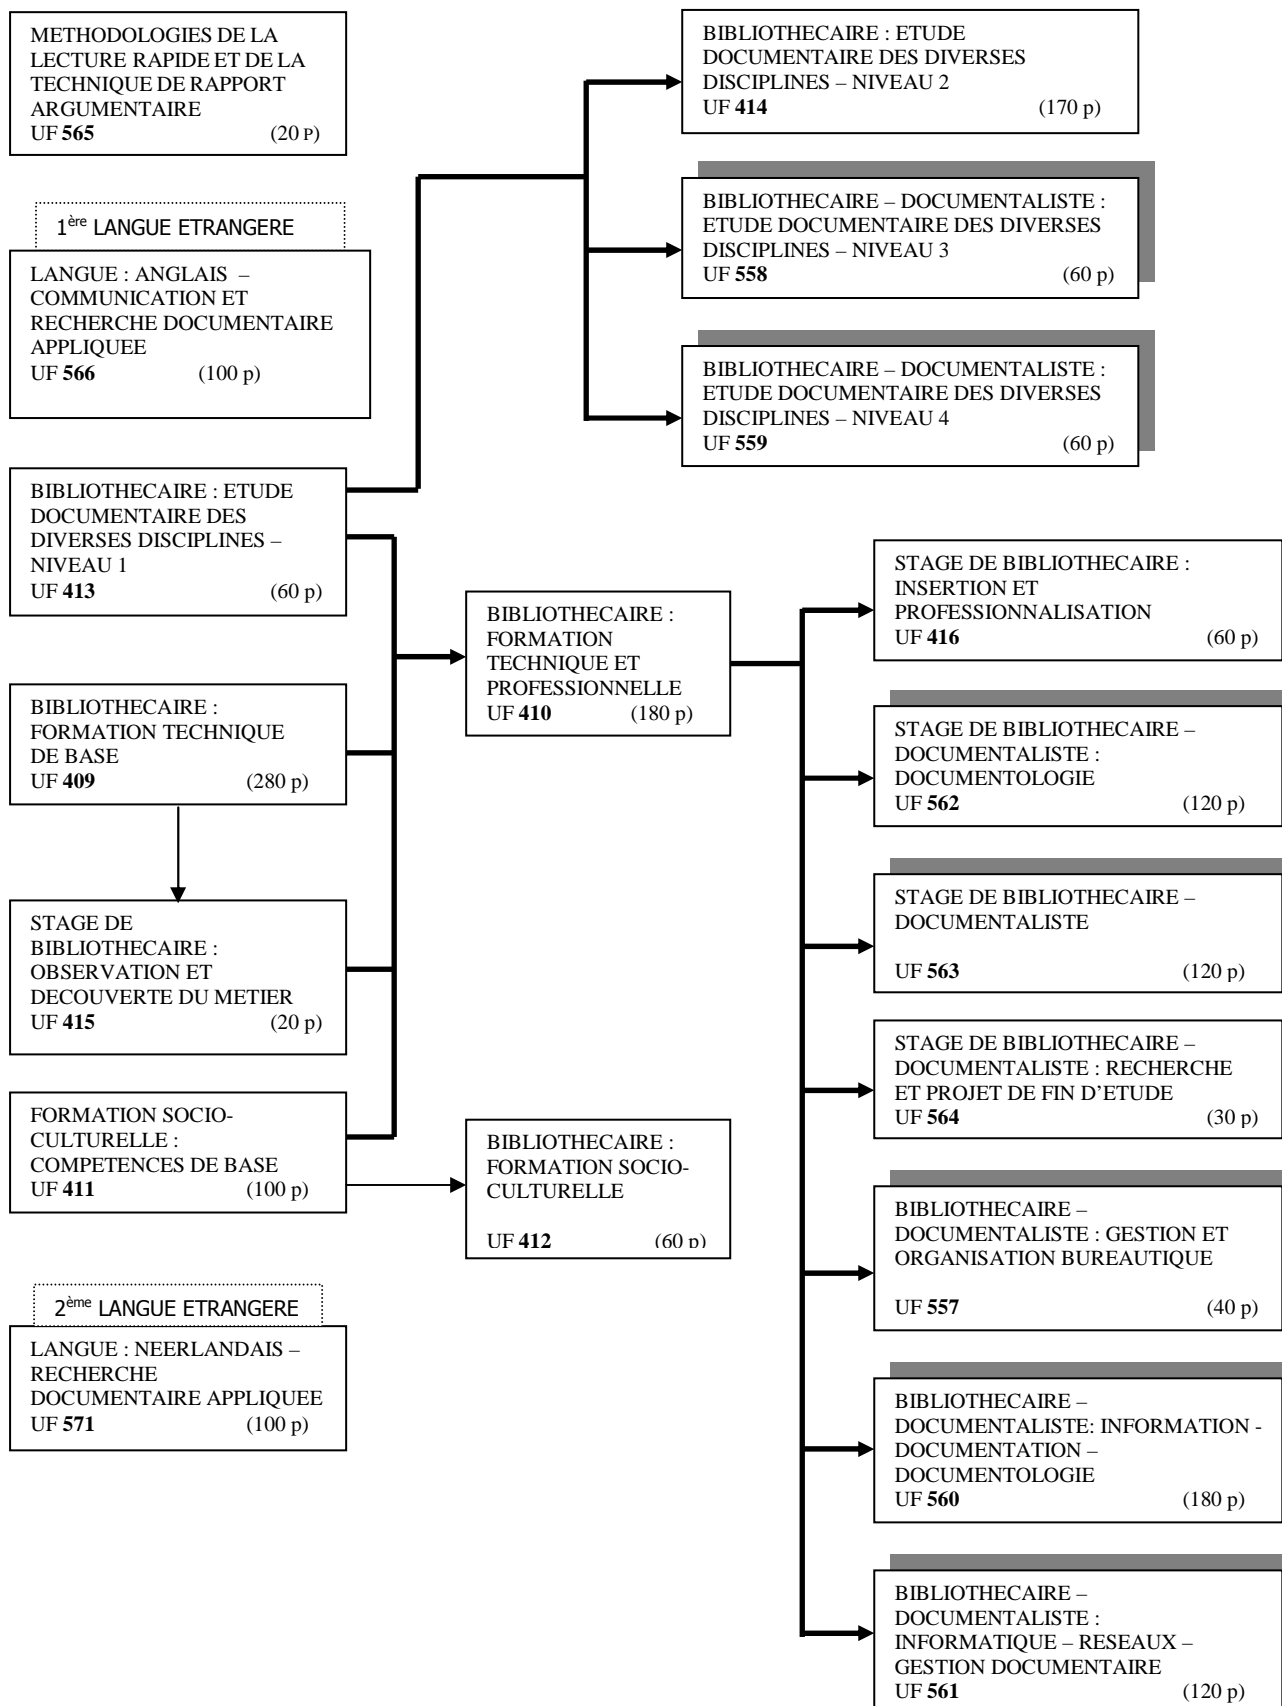 METHODOLOGIES DE LA
LECTURE RAPIDE ET DE LA
TECHNIQUE DE RAPPORT
ARGUMENTAIRE
UF 565 (20 P)
1ère LANGUE ETRANGERE
LANGUE : ANGLAIS –
COMMUNICATION ET
RECHERCHE DOCUMENTAIRE
APPLIQUEE
UF 566 (100 p)
BIBLIOTHECAIRE : ETUDE
DOCUMENTAIRE DES
DIVERSES DISCIPLINES –
NIVEAU 1
UF 413 (60 p)
BIBLIOTHECAIRE :
FORMATION TECHNIQUE
DE BASE
UF 409 (280 p)
STAGE DE
BIBLIOTHECAIRE :
OBSERVATION ET
DECOUVERTE DU METIER
UF 415 (20 p)
FORMATION SOCIO-
CULTURELLE :
COMPETENCES DE BASE
UF 411 (100 p)
2ème LANGUE ETRANGERE
LANGUE : NEERLANDAIS –
RECHERCHE
DOCUMENTAIRE APPLIQUEE
UF 571 (100 p)
BIBLIOTHECAIRE :
FORMATION
TECHNIQUE ET
PROFESSIONNELLE
UF 410 (180 p)
BIBLIOTHECAIRE :
FORMATION SOCIO-
CULTURELLE
UF 412 (60 p)
BIBLIOTHECAIRE : ETUDE
DOCUMENTAIRE DES DIVERSES
DISCIPLINES – NIVEAU 2
UF 414 (170 p)
BIBLIOTHECAIRE – DOCUMENTALISTE :
ETUDE DOCUMENTAIRE DES DIVERSES
DISCIPLINES – NIVEAU 3
UF 558 (60 p)
BIBLIOTHECAIRE – DOCUMENTALISTE :
ETUDE DOCUMENTAIRE DES DIVERSES
DISCIPLINES – NIVEAU 4
UF 559 (60 p)
STAGE DE BIBLIOTHECAIRE :
INSERTION ET
PROFESSIONNALISATION
UF 416 (60 p)
STAGE DE BIBLIOTHECAIRE –
DOCUMENTALISTE :
DOCUMENTOLOGIE
UF 562 (120 p)
STAGE DE BIBLIOTHECAIRE –
DOCUMENTALISTE
UF 563 (120 p)
STAGE DE BIBLIOTHECAIRE –
DOCUMENTALISTE : RECHERCHE
ET PROJET DE FIN D'ETUDE
UF 564 (30 p)
BIBLIOTHECAIRE –
DOCUMENTALISTE : GESTION ET
ORGANISATION BUREAUTIQUE
UF 557 (40 p)
BIBLIOTHECAIRE –
DOCUMENTALISTE: INFORMATION -
DOCUMENTATION –
DOCUMENTOLOGIE
UF 560 (180 p)
BIBLIOTHECAIRE –
DOCUMENTALISTE :
INFORMATIQUE – RESEAUX –
GESTION DOCUMENTAIRE
UF 561 (120 p)